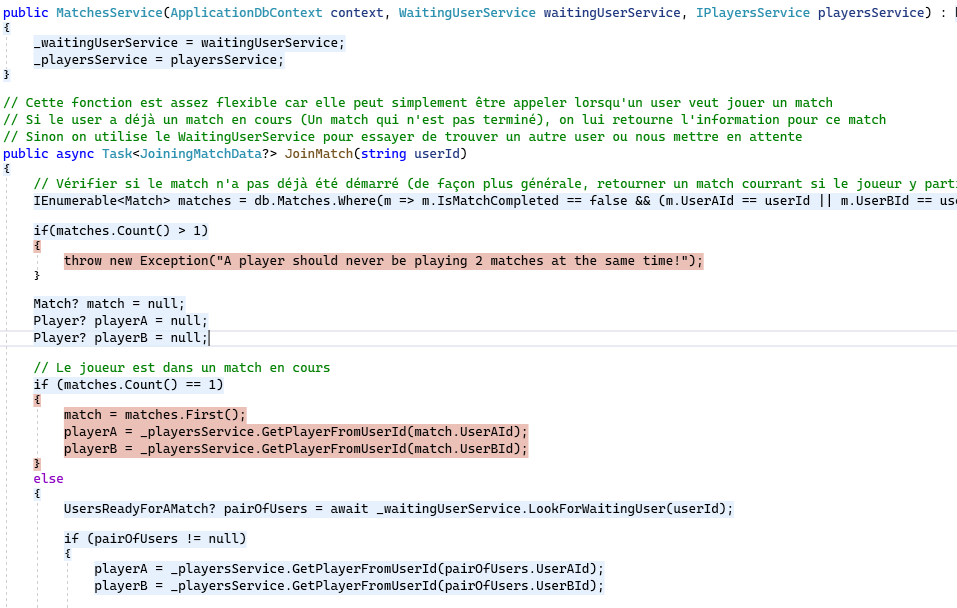 public MatchesService(ApplicationDbContext context, WaitingUserService waitingUserService, IPlayersService playersService) :
{
_waitingUserService = waitingUserService;
_playersService = playersService;
}
// Cette fonction est assez flexible car elle peut simplement être appeler lorsqu'un user veut jouer un match
// Si le user a déjà un match en cours (Un match qui n'est pas terminé), on lui retourne l'information pour ce match
// Sinon on utilise le WaitingUserService pour essayer de trouver un autre user ou nous mettre en attente
public async Task<JoiningMatchData?> JoinMatch(string userId)
{
// Vérifier si le match n'a pas déjà été démarré (de façon plus générale, retourner un match courrant si le joueur y parti
IEnumerable<Match> matches = db.Matches.Where(m => m.IsMatchCompleted == false && (m.UserAId == userId || m.UserBId == use
if(matches.Count() > 1)
{
throw new Exception("A player should never be playing 2 matches at the same time!");
}
Match? match = null;
Player? playerA = null;
Player? playerB = null;
// Le joueur est dans un match en cours
if (matches.Count() == 1)
{
match = matches.First();
playerA = _playersService.GetPlayerFromUserId(match.UserAId);
playerB = _playersService.GetPlayerFromUserId(match.UserBId);
}
else
{
UsersReadyForAMatch? pairOfUsers = await _waitingUserService.LookForWaitingUser(userId);
if (pairOfUsers != null)
{
playerA = _playersService.GetPlayerFromUserId(pairOfUsers.UserAId);
playerB = _playersService.GetPlayerFromUserId(pairOfUsers.UserBId);